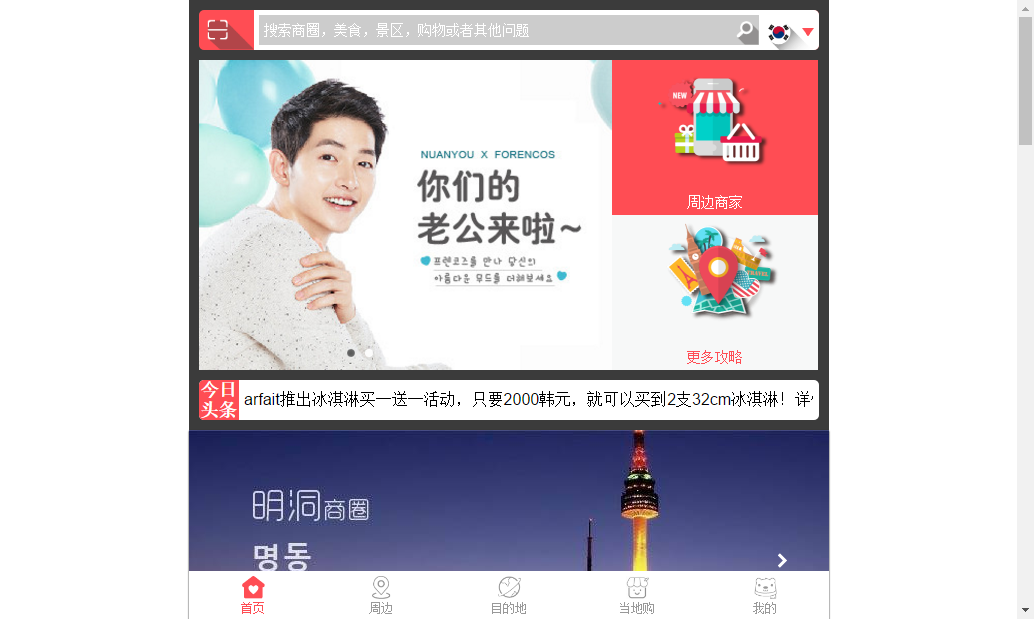 搜索商圈，美食，景区，购物或者其他问题
NUANYOU X FORENCOS
你们的
老公来啦~
프렌코즈를 만나 당신의
아름다운 무드를 더해보세요
NEW
周边商家
更多攻略
今日
头条
arfait推出冰淇淋买一送一活动，只要2000韩元，就可以买到2支32cm冰淇淋！详
明洞商圈
명동
首页
周边
目的地
当地购
我的